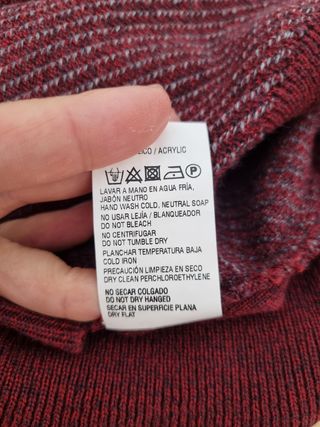 / ACRYLIC
P
LAVAR A MANO EN AGUA FRÍA,
JABÓN NEUTRO
HAND WASH COLD, NEUTRAL SOAP
NO USAR LEJÍA / BLANQUEADOR
DO NOT BLEACH
NO CENTRIFUGAR
DO NOT TUMBLE DRY
PLANCHAR TEMPERATURA BAJA
COLD IRON
PRECAUCIÓN LIMPIEZA EN SECO
DRY CLEAN PERCHLOROETHYLENE
NO SECAR COLGADO
DO NOT DRY HANGED
SECAR EN SUPERFICIE PLANA
DRY FLAT